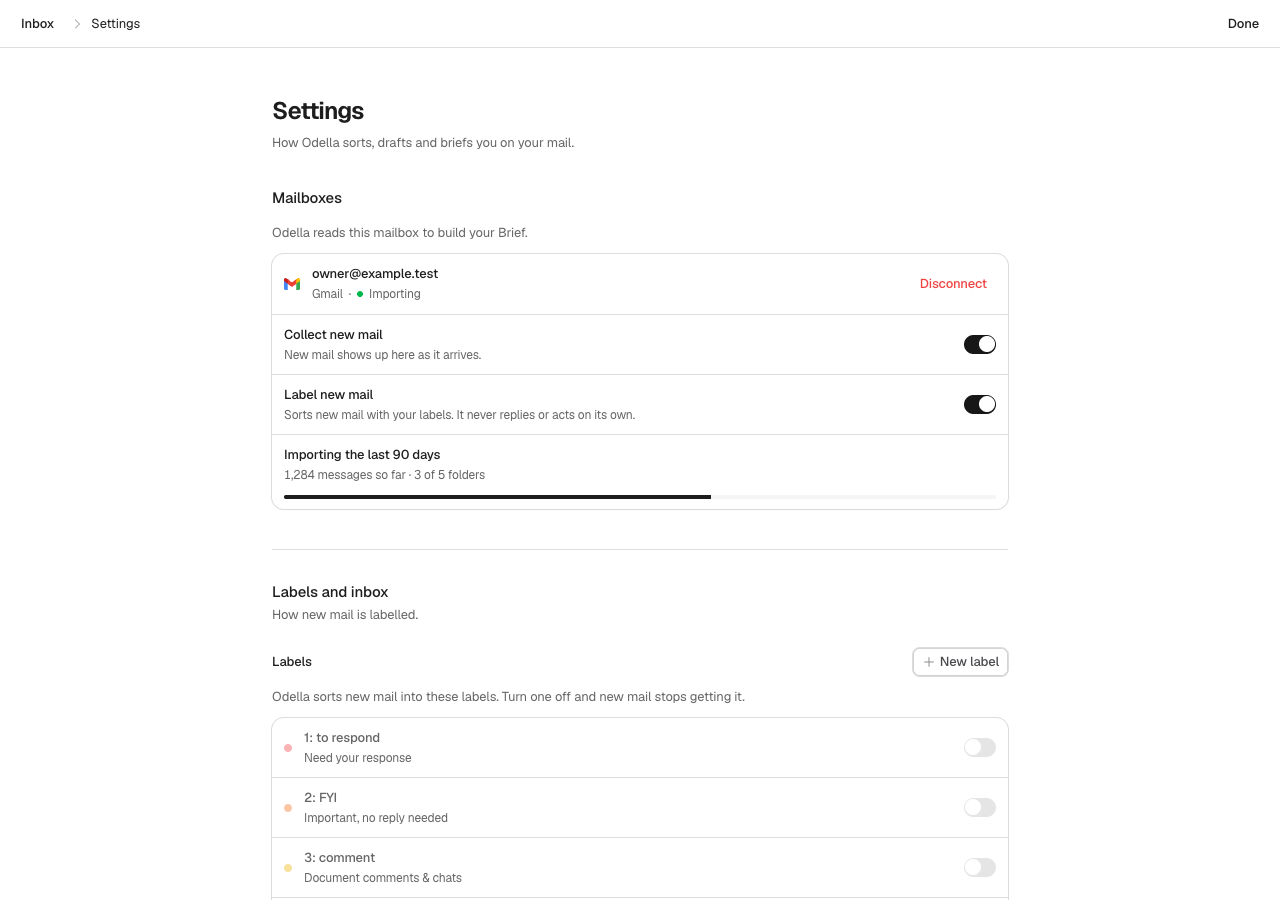 Inbox
Settings
Done
Settings
How Odella sorts, drafts and briefs you on your mail.
Mailboxes
Odella reads this mailbox to build your Brief.
owner@example.test
Gmail · Importing
Disconnect
Collect new mail
New mail shows up here as it arrives.
Label new mail
Sorts new mail with your labels. It never replies or acts on its own.
Importing the last 90 days
1,284 messages so far · 3 of 5 folders
Labels and inbox
How new mail is labelled.
Labels
New label
Odella sorts new mail into these labels. Turn one off and new mail stops getting it.
1: to respond
Need your response
2: FYI
Important, no reply needed
3: comment
Document comments & chats